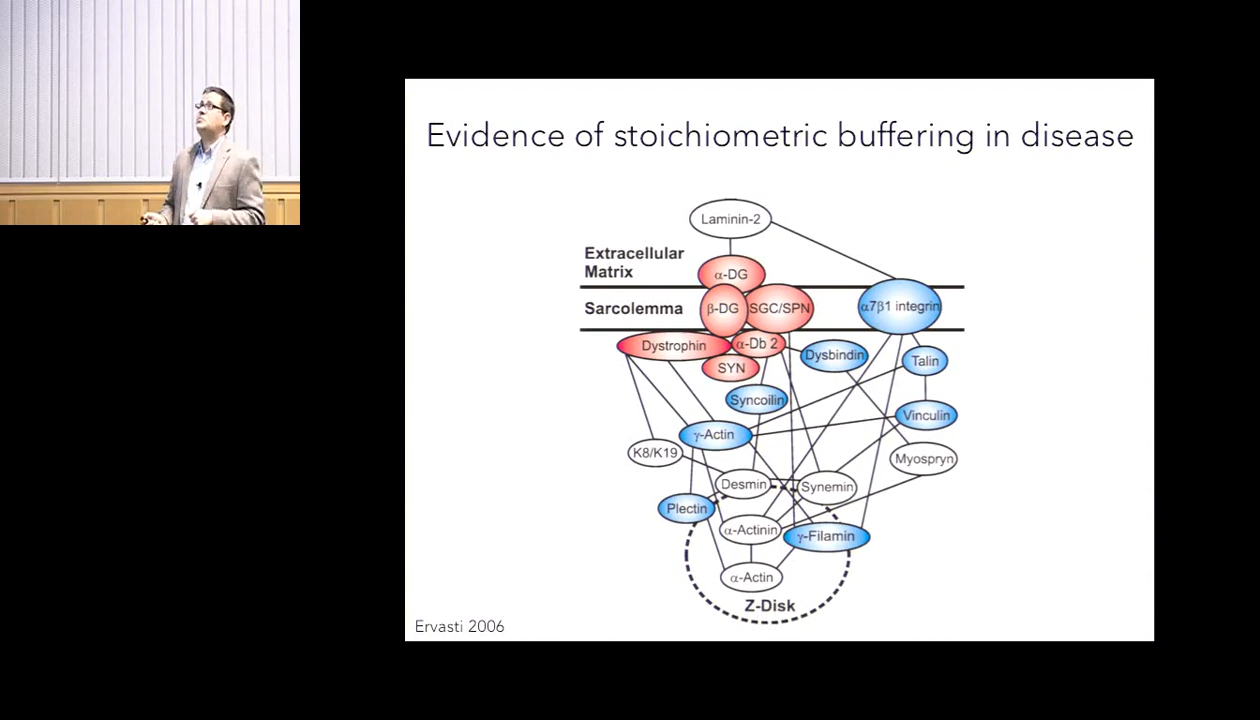 Evidence of stoichiometric buffering in disease
Laminin-2
Extracellular
Matrix
α-DG
Sarcolemma
β-DG
SGC/SPN
α7β1 integrin
Dystrophin
α-Db 2
Dysbindin
Talin
SYN
Syncoilin
Vinculin
γ-Actin
K8/K19
Myospryn
Desmin
Synemin
Plectin
α-Actinin
γ-Filamin
α-Actin
Z-Disk
Ervasti 2006